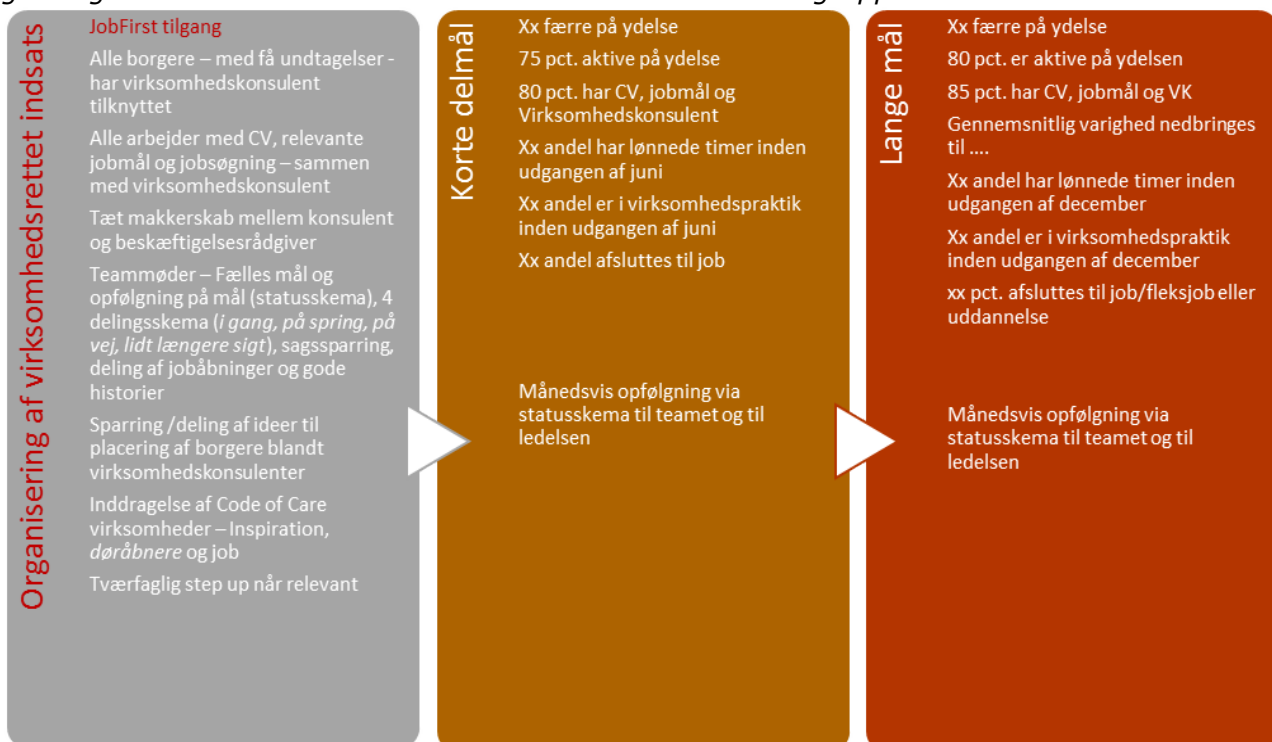 Organisering af virksomhedsrettet indsats
JobFirst tilgang
Alle borgere – med få undtagelser -
har virksomhedskonsulent
tilknyttet
Alle arbejder med CV, relevante
jobmål og jobsøgning – sammen
med virksomhedskonsulent
Tæt makkerskab mellem konsulent
og beskæftigelsesrådgiver
Teammøder – Fælles mål og
opfølgning på mål (statusskema), 4
delingsskema (i gang, på spring, på
vej, lidt længere sigt), sagssparring,
deling af jobåbninger og gode
historier
Sparring /deling af ideer til
placering af borgere blandt
virksomhedskonsulenter
Inddragelse af Code of Care
virksomheder – Inspiration,
døråbnere og job
Tværfaglig step up når relevant
Korte delmål
Xx færre på ydelse
75 pct. aktive på ydelse
80 pct. har CV, jobmål og
Virksomhedskonsulent
Xx andel har lønnede timer inden
udgangen af juni
Xx andel er i virksomhedspraktik
inden udgangen af juni
Xx andel afsluttes til job
Månedsvis opfølgning via
statusskema til teamet og til
ledelsen
Lange mål
Xx færre på ydelse
80 pct. er aktive på ydelsen
85 pct. har CV, jobmål og VK
Gennemsnitlig varighed nedbringes
til ....
Xx andel har lønnede timer inden
udgangen af december
Xx andel er i virksomhedspraktik
inden udgangen af december
xx pct. afsluttes til job/fleksjob eller
uddannelse
Månedsvis opfølgning via
statusskema til teamet og til
ledelsen